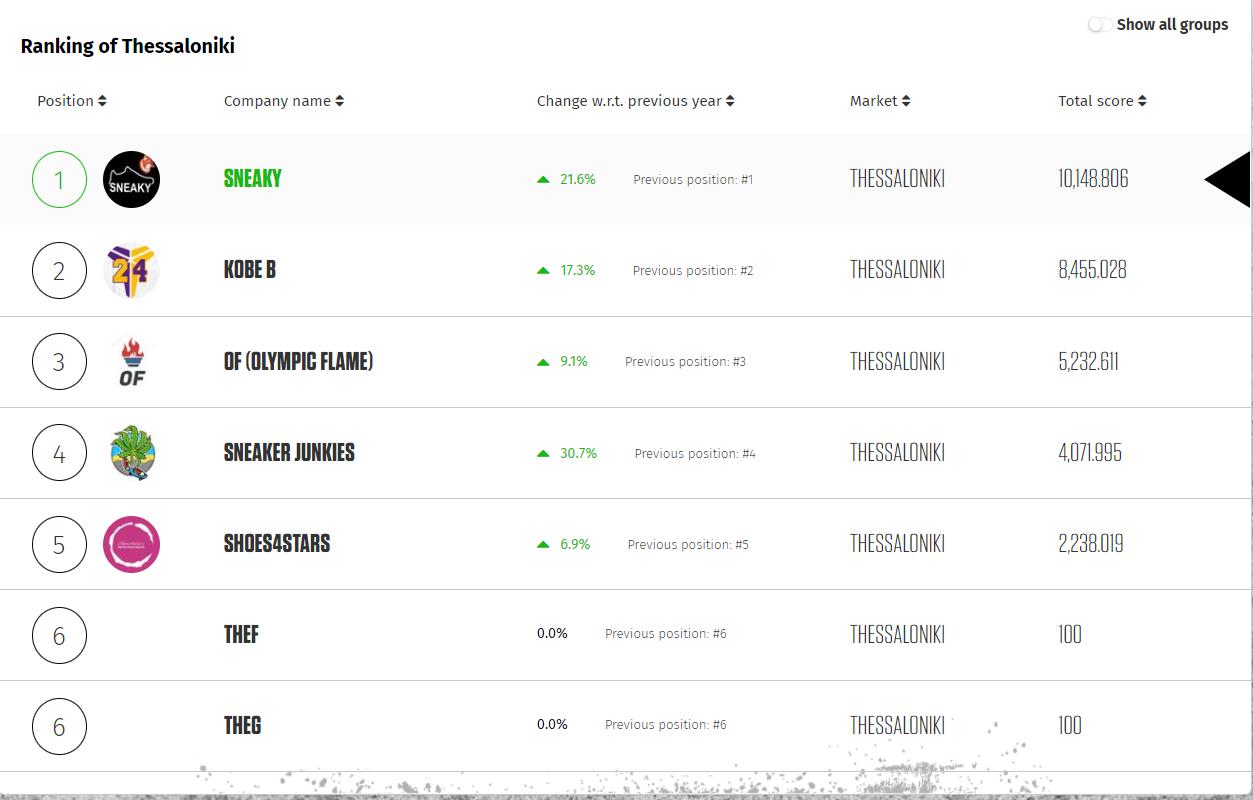 Show all groups
Ranking of Thessaloniki
Position Company name Change w.r.t. previous year Market Total score
1 SNEAKY SNEAKY 21.6% Previous position: #1 THESSALONIKI 10,148.806
2 24 KOBE B 17.3% Previous position: #2 THESSALONIKI 8,455.028
3 OF OF (OLYMPIC FLAME) 9.1% Previous position: #3 THESSALONIKI 5,232.611
4 SNEAKER JUNKIES 30.7% Previous position: #4 THESSALONIKI 4,071.995
5 SHOES4STARS 6.9% Previous position: #5 THESSALONIKI 2,238.019
6 THEF 0.0% Previous position: #6 THESSALONIKI 100
6 THEG 0.0% Previous position: #6 THESSALONIKI 100